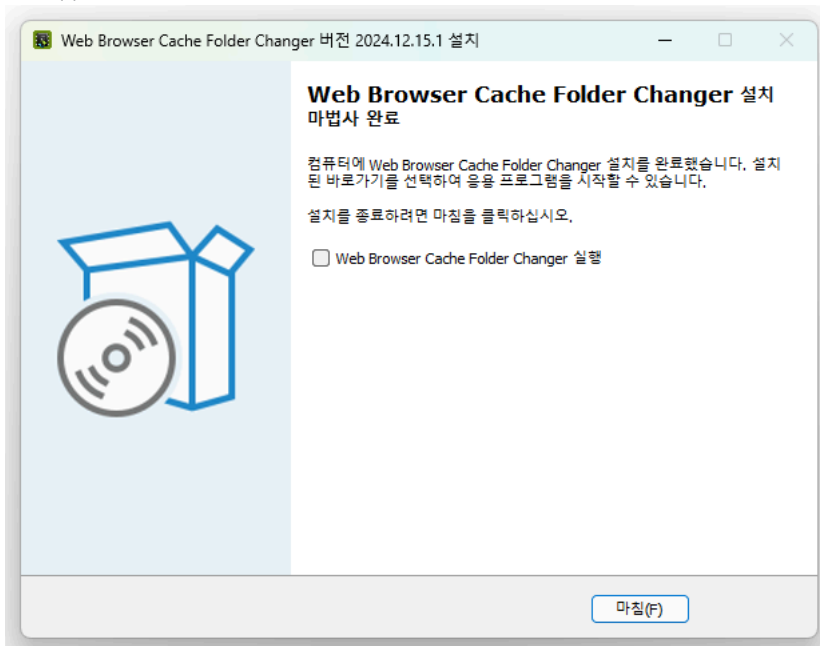 Web Browser Cache Folder Changer 버전 2024.12.15.1 설치
Web Browser Cache Folder Changer 설치
마법사 완료
컴퓨터에 Web Browser Cache Folder Changer 설치를 완료했습니다. 설치
된 바로가기를 선택하여 응용 프로그램을 시작할 수 있습니다.
설치를 종료하려면 마침을 클릭하십시오.
Web Browser Cache Folder Changer 실행
마침(F)